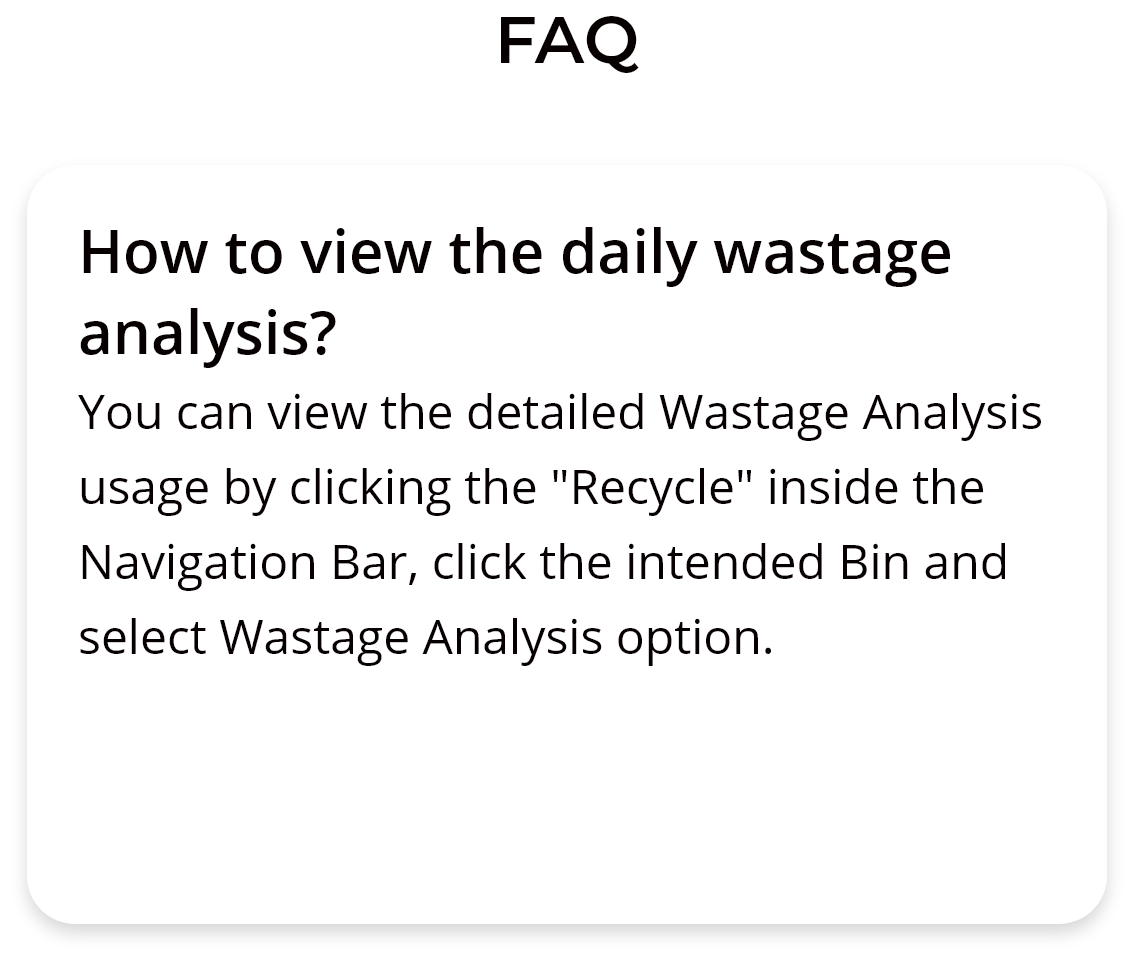 FAQ
How to view the daily wastage
analysis?
You can view the detailed Wastage Analysis
usage by clicking the "Recycle" inside the
Navigation Bar, click the intended Bin and
select Wastage Analysis option.